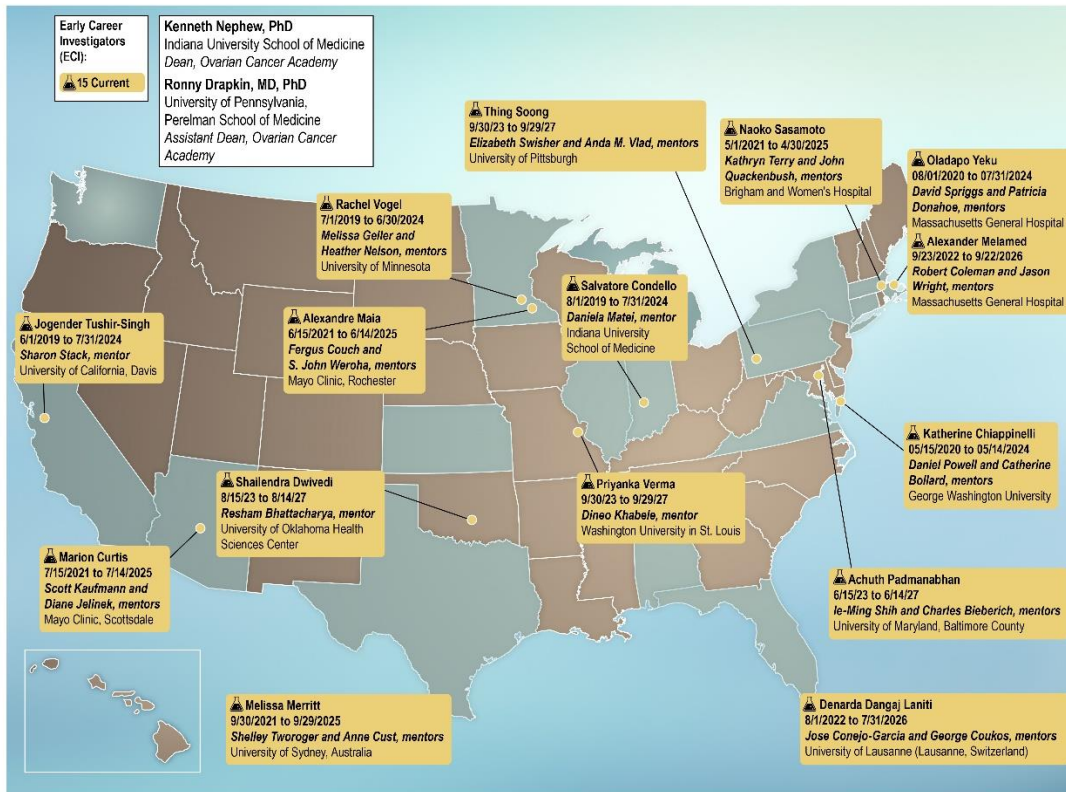 Early Career
Investigators
(ECI):
15 Current
Kenneth Nephew, PhD
Indiana University School of Medicine
Dean, Ovarian Cancer Academy
Ronny Drapkin, MD, PhD
University of Pennsylvania,
Perelman School of Medicine
Assistant Dean, Ovarian Cancer
Academy
Thing Soong
9/30/23 to 9/29/27
Elizabeth Swisher and Anda M. Vlad, mentors
University of Pittsburgh
Naoko Sasamoto
5/1/2021 to 4/30/2025
Kathryn Terry and John
Quackenbush, mentors
Brigham and Women's Hospital
Oladapo Yeku
08/01/2020 to 07/31/2024
David Spriggs and Patricia
Donahoe, mentors
Massachusetts General Hospital
Alexander Melamed
9/23/2022 to 9/22/2026
Robert Coleman and Jason
Wright, mentors
Massachusetts General Hospital
Rachel Vogel
7/1/2019 to 6/30/2024
Melissa Geller and
Heather Nelson, mentors
University of Minnesota
Salvatore Condello
8/1/2019 to 7/31/2024
Daniela Matei, mentor
Indiana University
School of Medicine
Alexandre Maia
6/15/2021 to 6/14/2025
Fergus Couch and
S. John Weroha, mentors
Mayo Clinic, Rochester
Jogender Tushir-Singh
6/1/2019 to 7/31/2024
Sharon Stack, mentor
University of California, Davis
Katherine Chiappinelli
05/15/2020 to 05/14/2024
Daniel Powell and Catherine
Bollard, mentors
George Washington University
Shailendra Dwivedi
8/15/23 to 8/14/27
Resham Bhattacharya, mentor
University of Oklahoma Health
Sciences Center
Priyanka Verma
9/30/23 to 9/29/27
Dineo Khabele, mentor
Washington University in St. Louis
Marion Curtis
7/15/2021 to 7/14/2025
Scott Kaufmann and
Diane Jelinek, mentors
Mayo Clinic, Scottsdale
Achuth Padmanabhan
6/15/23 to 6/14/27
Ie-Ming Shih and Charles Bieberich, mentors
University of Maryland, Baltimore County
Melissa Merritt
9/30/2021 to 9/29/2025
Shelley Tworoger and Anne Cust, mentors
University of Sydney, Australia
Denarda Dangaj Laniti
8/1/2022 to 7/31/2026
Jose Conejo-Garcia and George Coukos, mentors
University of Lausanne (Lausanne, Switzerland)